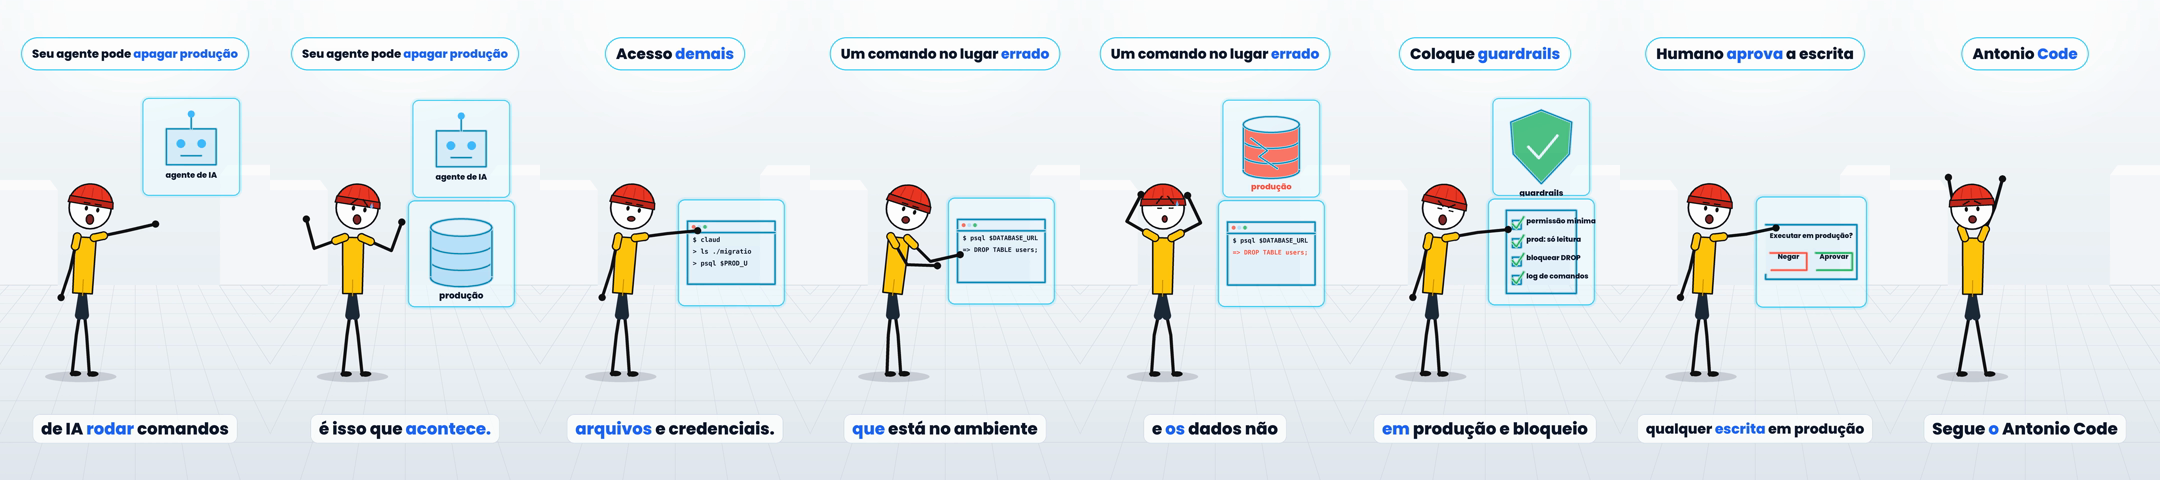 Seu agente pode apagar produção
agente de IA
de IA rodar comandos
Seu agente pode apagar produção
agente de IA
produção
é isso que acontece.
Acesso demais
$ claud
> ls ./migratio
> psql $PROD_U
arquivos e credenciais.
Um comando no lugar errado
$ psql $DATABASE_URL
=> DROP TABLE users;
que está no ambiente
Um comando no lugar errado
produção
$ psql $DATABASE_URL
=> DROP TABLE users;
e os dados não
Coloque guardrails
guardrails
permissão mínima
prod: só leitura
bloquear DROP
log de comandos
em produção e bloqueio
Humano aprova a escrita
Executar em produção?
Negar
Aprovar
qualquer escrita em produção
Antonio Code
Segue o Antonio Code